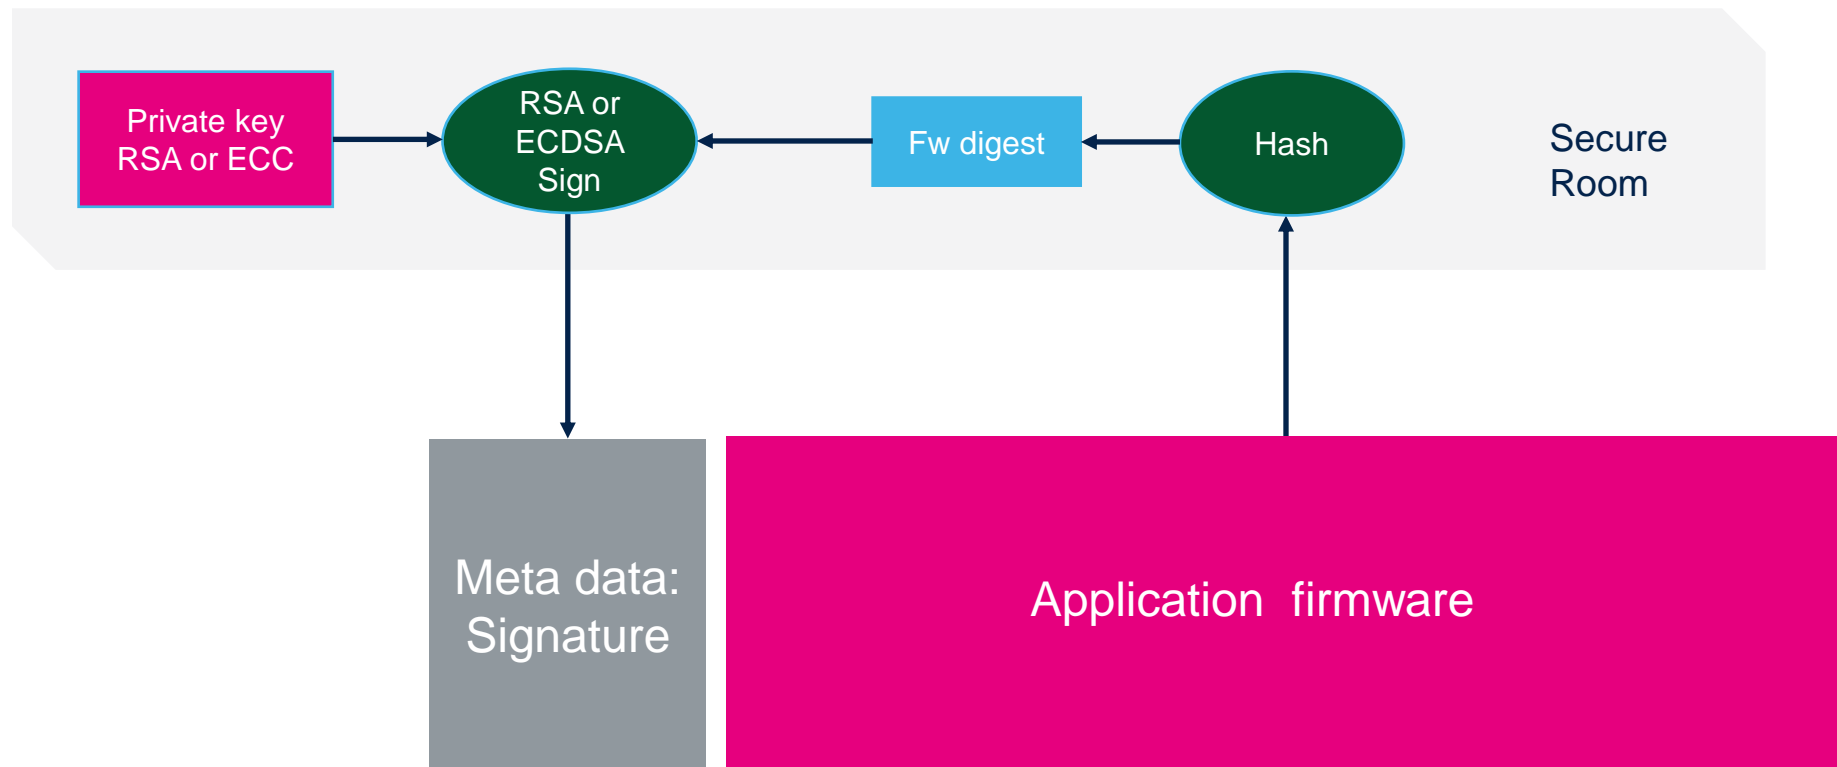 Private key
RSA or ECC
RSA or
ECDSA
Sign
Fw digest
Hash
Secure
Room
Meta data:
Signature
Application  firmware